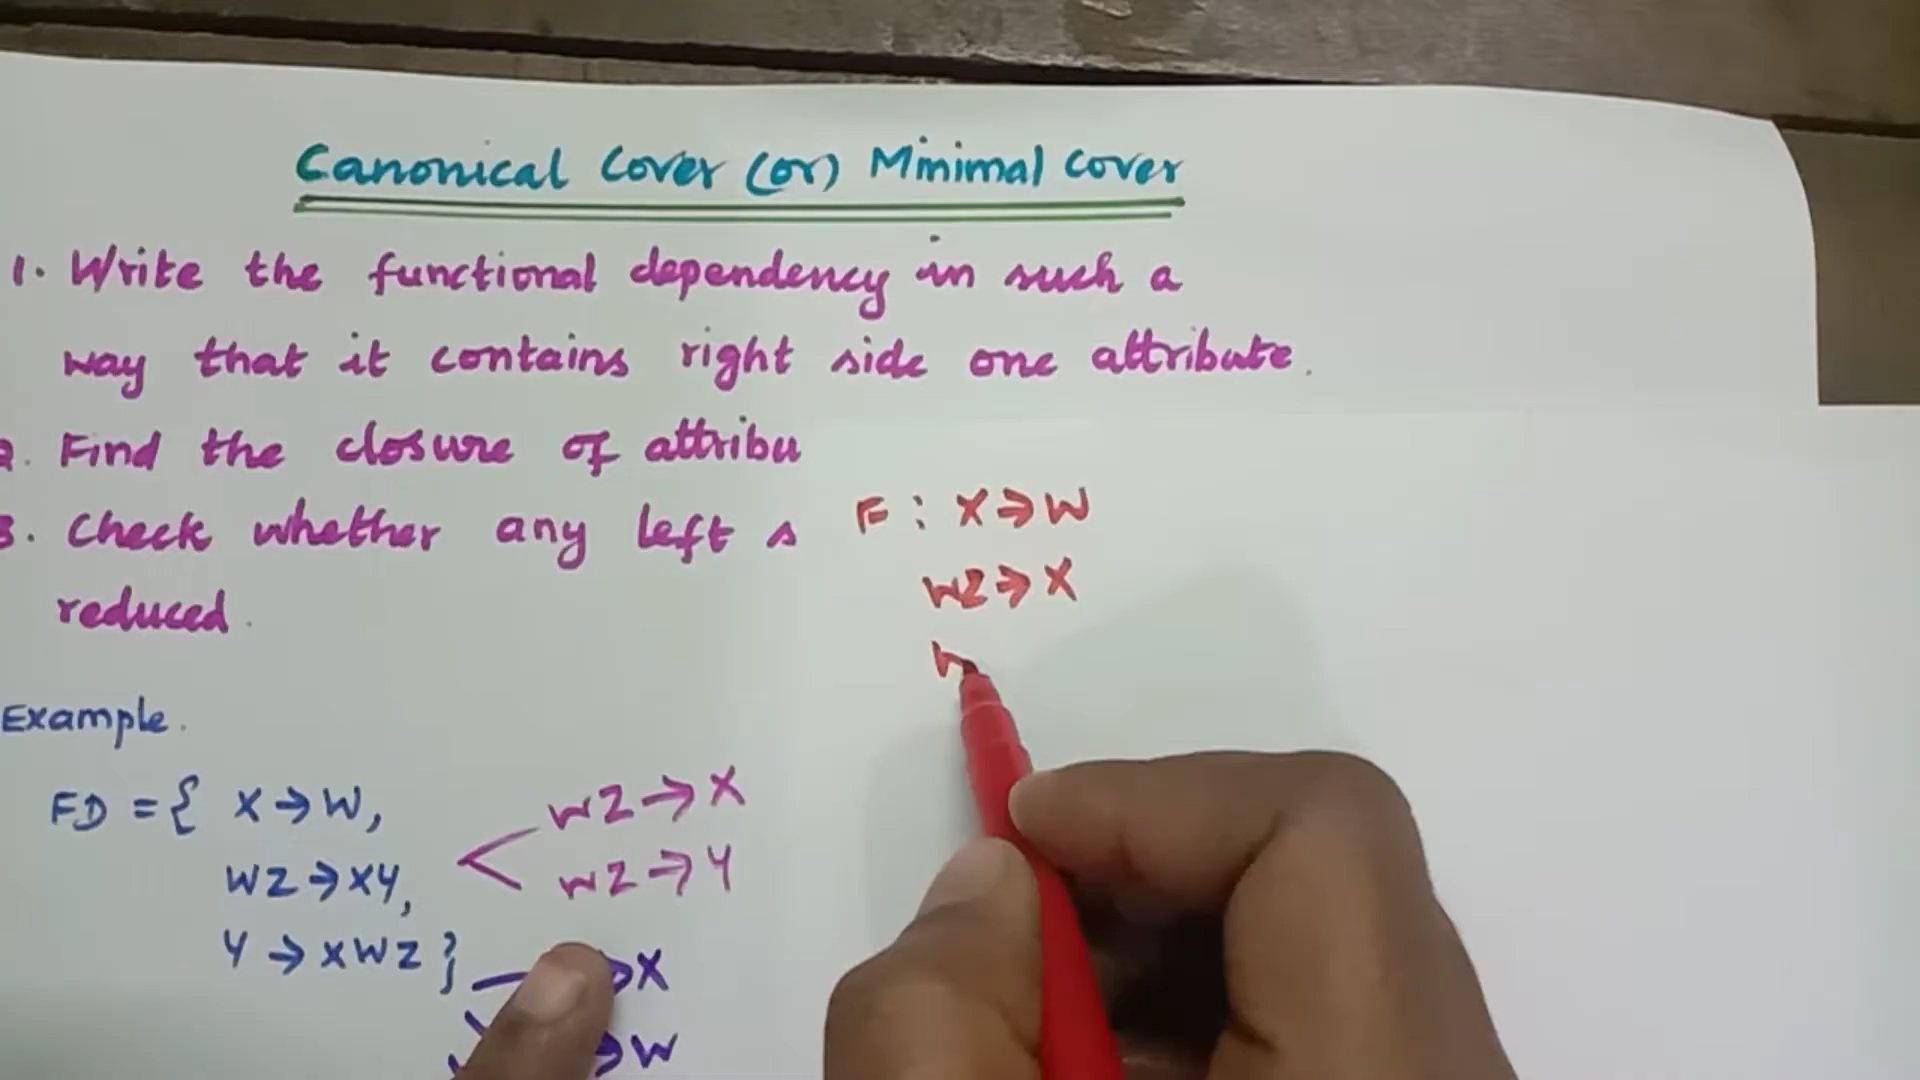 Canonical Cover (or) Minimal Cover
1. Write the functional dependency in such a
way that it contains right side one attribute.
2. Find the closure of attribu
3. Check whether any left s
reduced.
F : X→W
WZ→X
W
Example.
FD = { X→W,
WZ→XY,
Y→XWZ }
WZ→X
WZ→Y
→X
→W